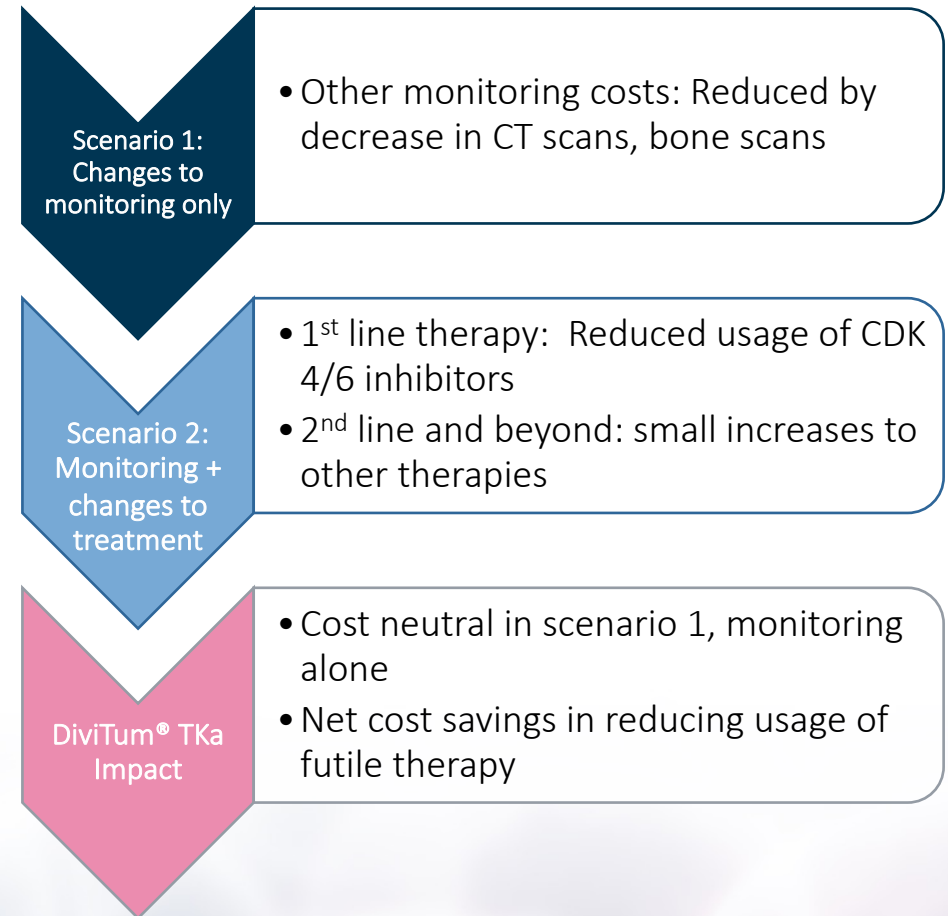 Scenario 1:
Changes to
monitoring only
• Other monitoring costs: Reduced by
decrease in CT scans, bone scans
Scenario 2:
Monitoring +
changes to
treatment
• 1st line therapy:  Reduced usage of CDK
4/6 inhibitors
• 2nd line and beyond: small increases to
other therapies
DiviTum® TKa
Impact
• Cost neutral in scenario 1, monitoring
alone
• Net cost savings in reducing usage of
futile therapy